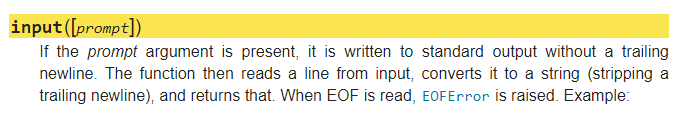 input([prompt])
If the prompt argument is present, it is written to standard output without a trailing
newline. The function then reads a line from input, converts it to a string (stripping a
trailing newline), and returns that. When EOF is read, EOFError is raised. Example: